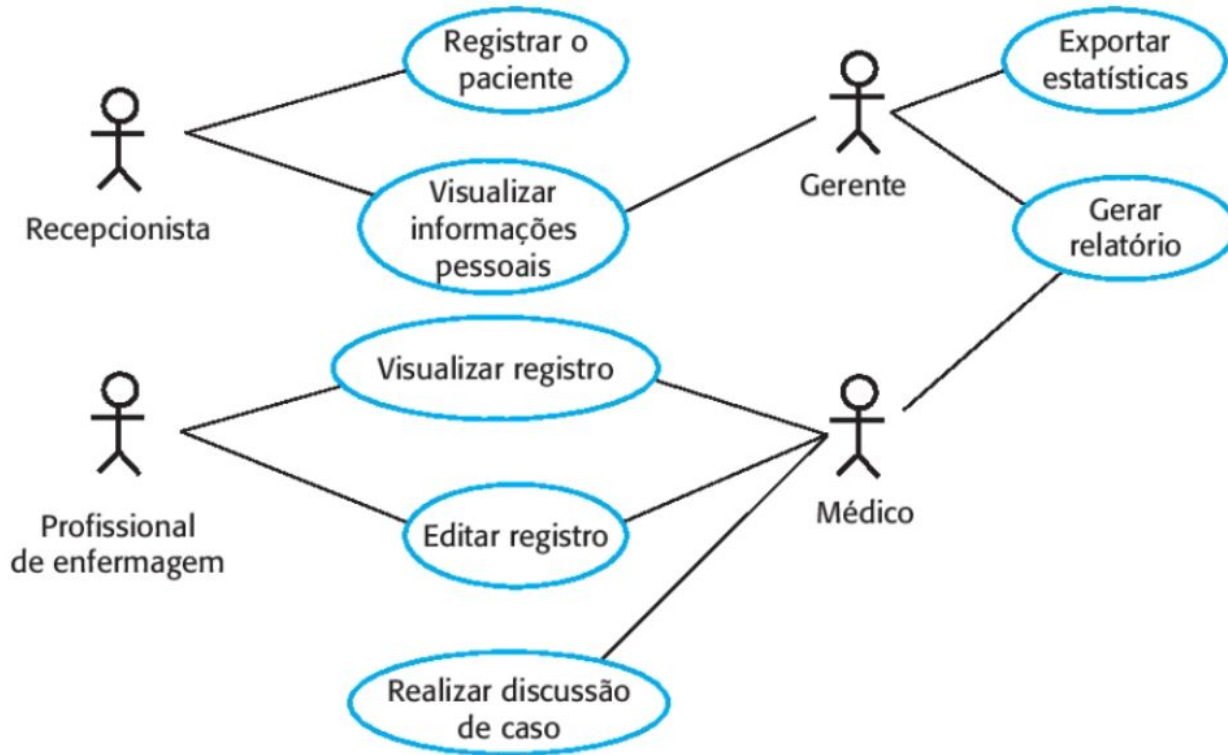 Registrar o
paciente
Exportar
estatísticas
Recepcionista
Visualizar
informações
pessoais
Gerente
Gerar
relatório
Visualizar registro
Profissional
de enfermagem
Editar registro
Médico
Realizar discussão
de caso